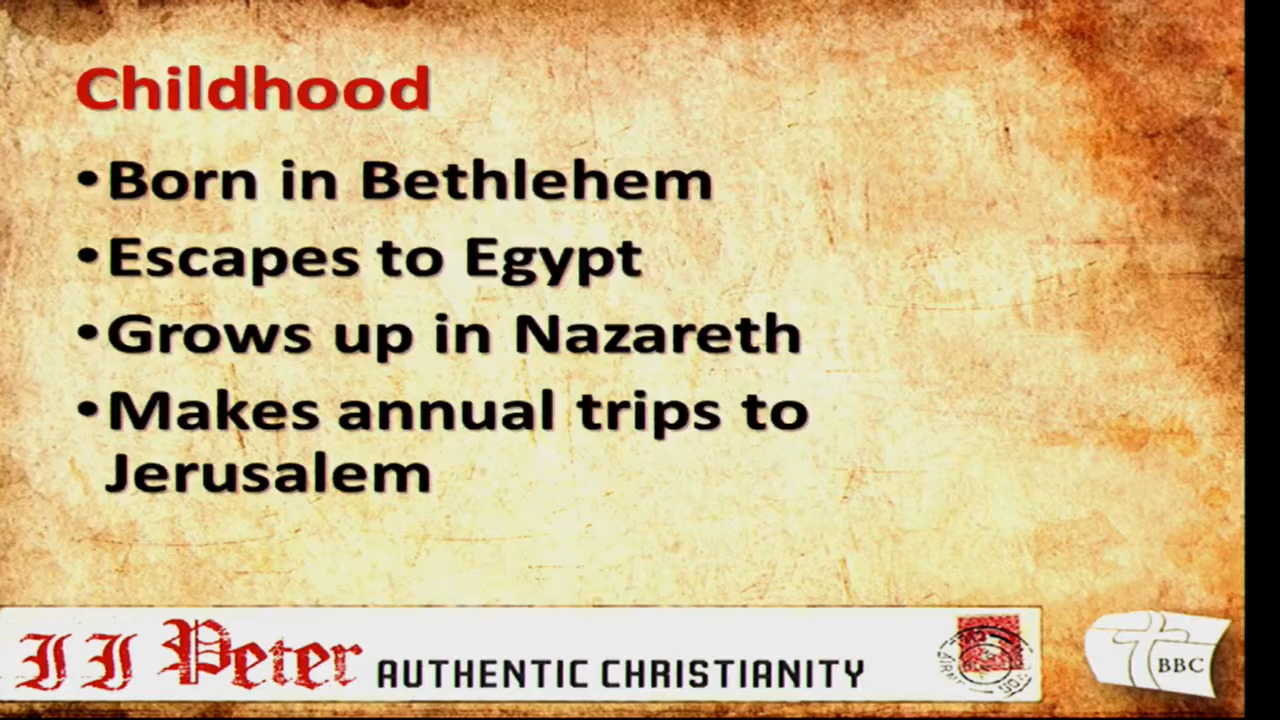 Childhood
•Born in Bethlehem
•Escapes to Egypt
•Grows up in Nazareth
•Makes annual trips to
Jerusalem
II Peter AUTHENTIC CHRISTIANITY
BBC